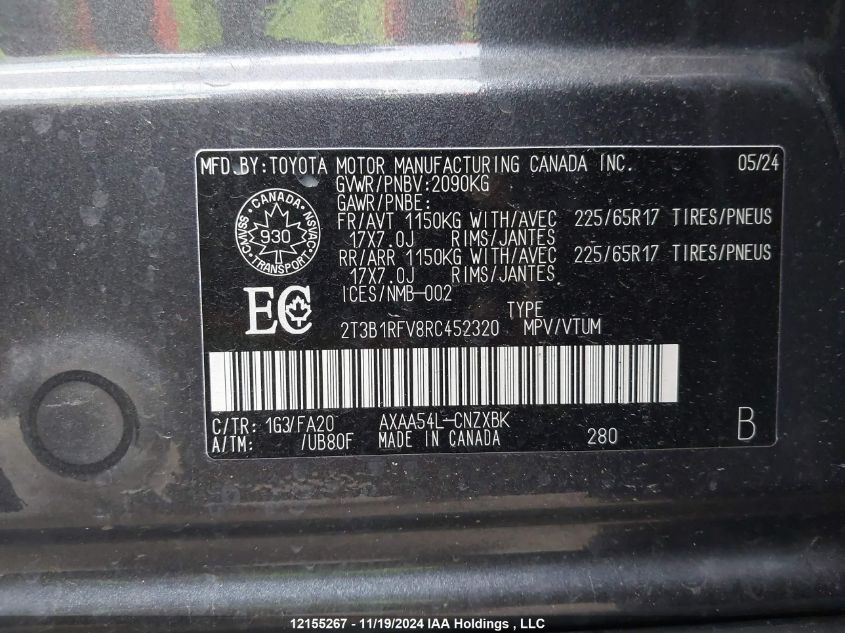 MFD.BY:TOYOTA MOTOR MANUFACTURING CANADA INC. 05/24
GVWR/PNBV:2090KG
GAWR/PNBE:
FR/AVT 1150KG WITH/AVEC 225/65R17 TIRES/PNEUS
17X7.0J RIMS/JANTES
RR/ARR 1150KG WITH/AVEC 225/65R17 TIRES/PNEUS
17X7.0J RIMS/JANTES
ICES/NMB-002
CANADA
CMVSS
NSVAC
930
TRANSPORT
EC
TYPE
2T3B1RFV8RC452320 MPV/VTUM
C/TR: 1G3/FA20 AXAA54L-CNZXBK
A/TM: /UB80F MADE IN CANADA 280 B
12155267 - 11/19/2024 IAA Holdings , LLC